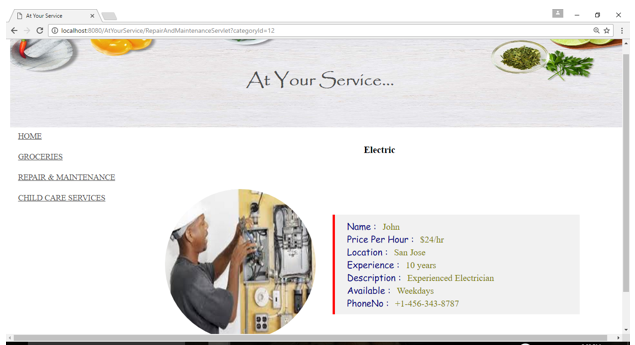 At Your Service
localhost:8080/AtYourService/RepairAndMaintenanceServlet?categoryId=12
At Your Service...
HOME
GROCERIES
REPAIR & MAINTENANCE
CHILD CARE SERVICES
Electric
Name : John
Price Per Hour : $24/hr
Location : San Jose
Experience : 10 years
Description : Experienced Electrician
Available : Weekdays
PhoneNo : +1-456-343-8787